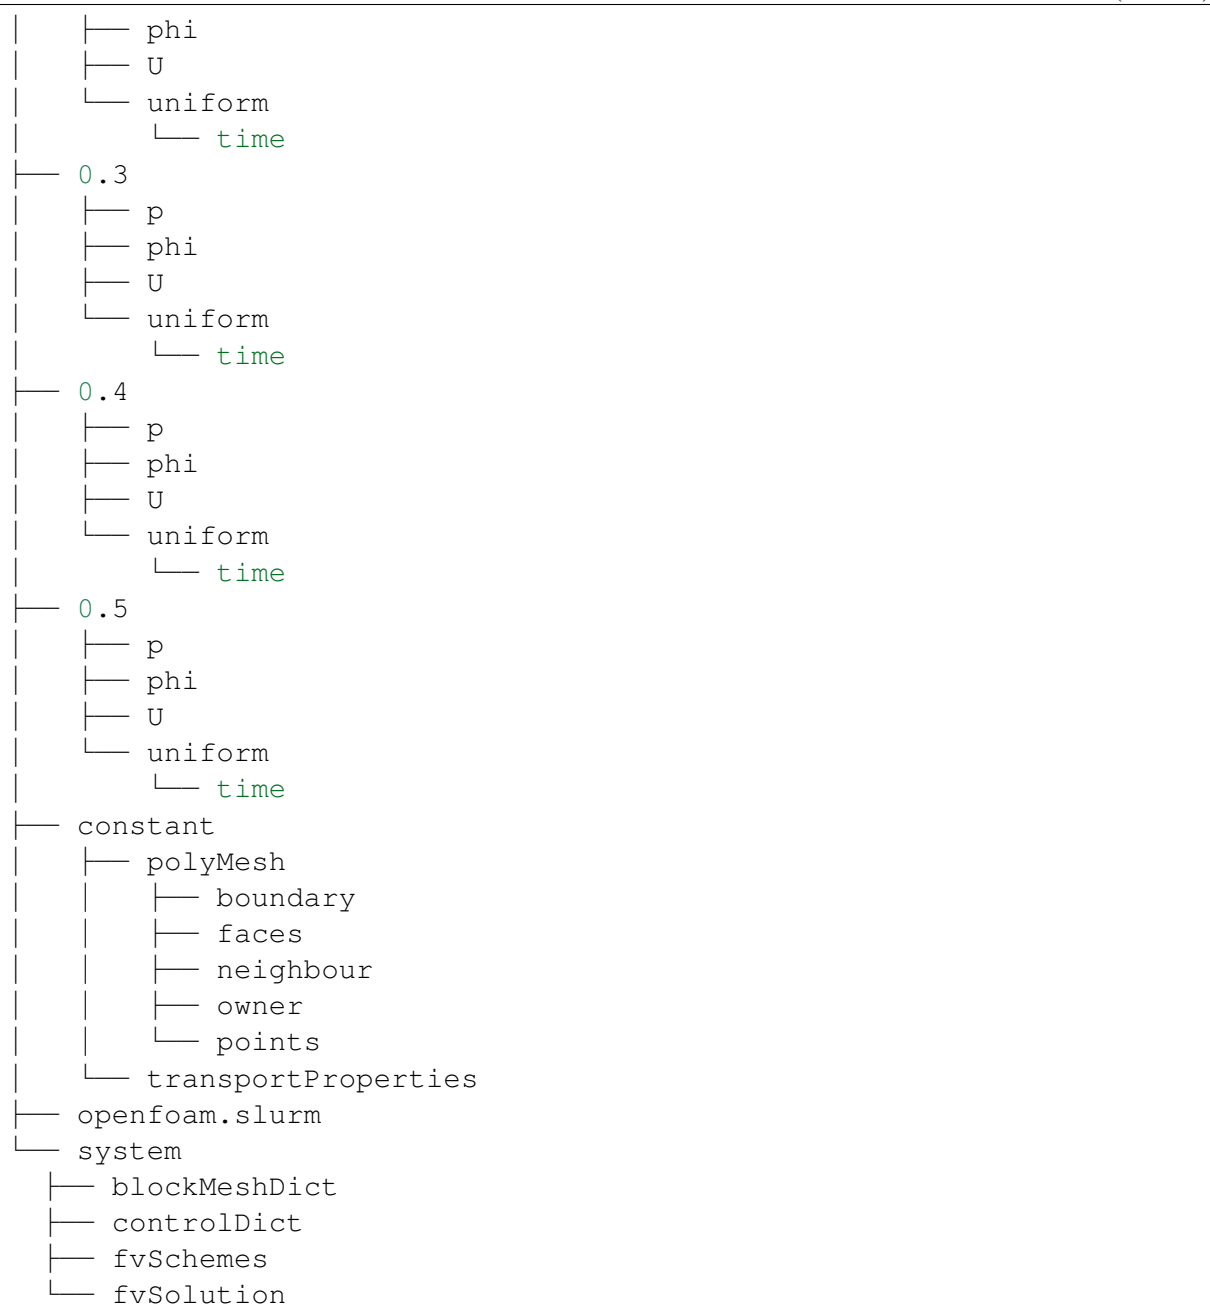 │   ├── phi
│   ├── U
│   └── uniform
│       └── time
├── 0.3
│   ├── p
│   ├── phi
│   ├── U
│   └── uniform
│       └── time
├── 0.4
│   ├── p
│   ├── phi
│   ├── U
│   └── uniform
│       └── time
├── 0.5
│   ├── p
│   ├── phi
│   ├── U
│   └── uniform
│       └── time
├── constant
│   ├── polyMesh
│   │   ├── boundary
│   │   ├── faces
│   │   ├── neighbour
│   │   ├── owner
│   │   └── points
│   └── transportProperties
├── openfoam.slurm
└── system
  ├── blockMeshDict
  ├── controlDict
  ├── fvSchemes
  └── fvSolution